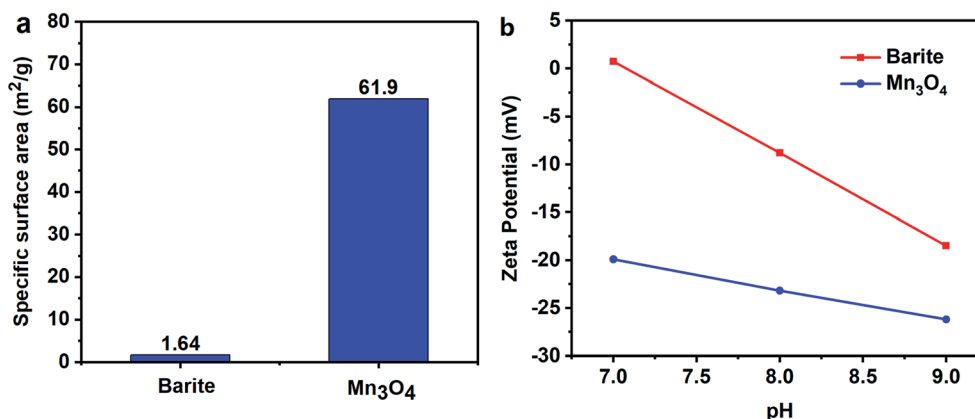 a
Specific surface area (m²/g)
80
70
60
50
40
30
20
10
0
1.64
61.9
Barite
Mn₃O₄
b
Zeta Potential (mV)
0
-5
-10
-15
-20
-25
-30
Barite
Mn₃O₄
7.0 7.5 8.0 8.5 9.0
pH